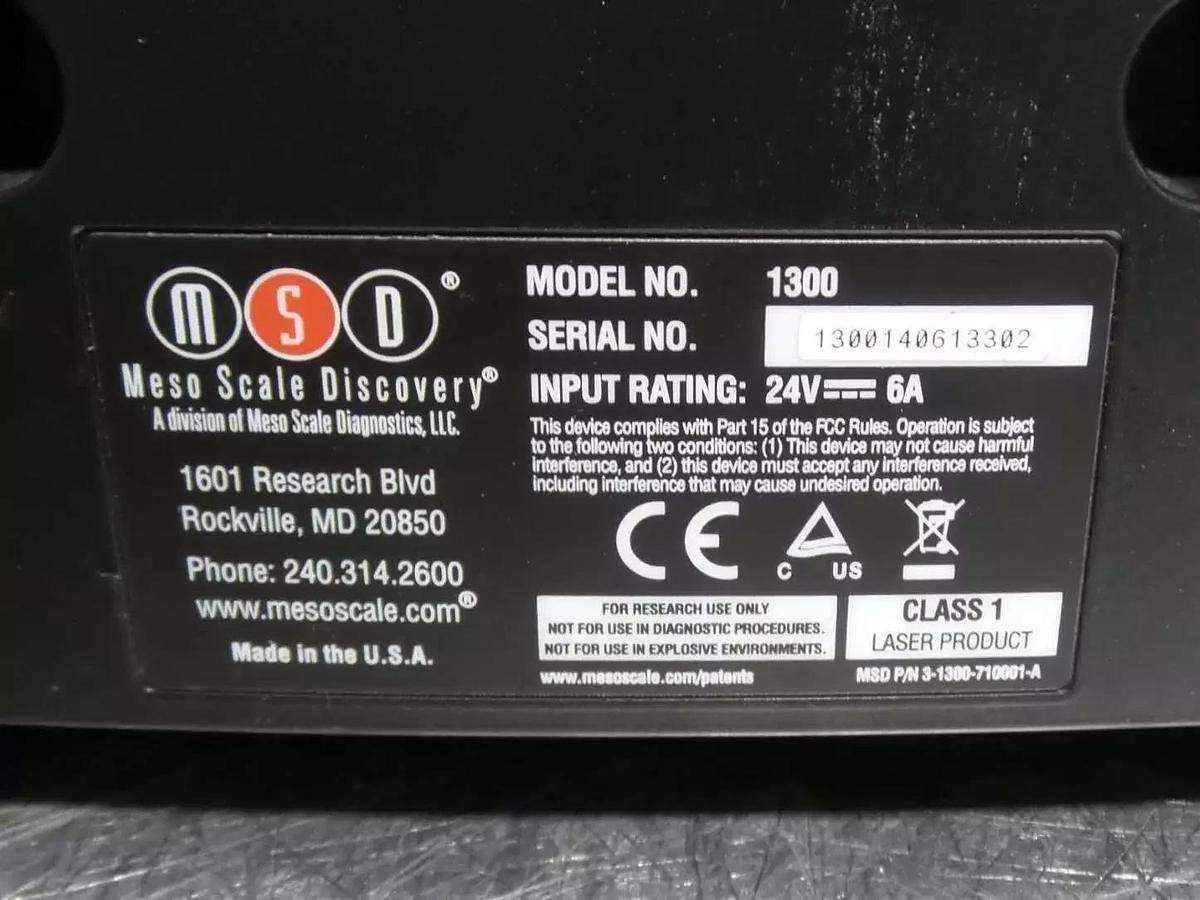 MSD®
Meso Scale Discovery®
A division of Meso Scale Diagnostics, LLC.
1601 Research Blvd
Rockville, MD 20850
Phone: 240.314.2600
www.mesoscale.com®
Made in the U.S.A.
MODEL NO. 1300
SERIAL NO. 1300140613302
INPUT RATING: 24V⎓ 6A
This device complies with Part 15 of the FCC Rules. Operation is subject
to the following two conditions: (1) This device may not cause harmful
interference, and (2) this device must accept any interference received,
including interference that may cause undesired operation.
CE
C US
FOR RESEARCH USE ONLY
NOT FOR USE IN DIAGNOSTIC PROCEDURES.
NOT FOR USE IN EXPLOSIVE ENVIRONMENTS.
www.mesoscale.com/patents
CLASS 1
LASER PRODUCT
MSD P/N 3-1300-710001-A